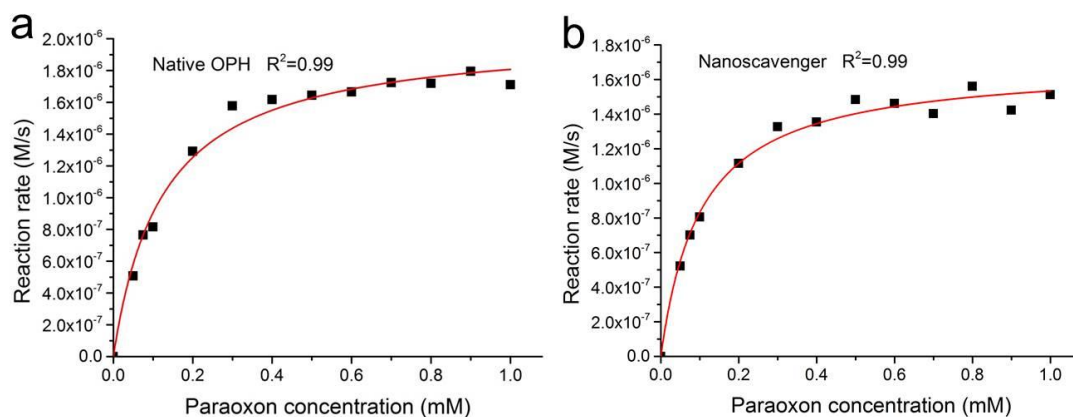 a
Native OPH R²=0.99
2.0x10⁻⁶
1.8x10⁻⁶
1.6x10⁻⁶
1.4x10⁻⁶
1.2x10⁻⁶
1.0x10⁻⁶
8.0x10⁻⁷
6.0x10⁻⁷
4.0x10⁻⁷
2.0x10⁻⁷
0.0
Reaction rate (M/s)
0.0 0.2 0.4 0.6 0.8 1.0
Paraoxon concentration (mM)
b
Nanoscavenger R²=0.99
1.8x10⁻⁶
1.6x10⁻⁶
1.4x10⁻⁶
1.2x10⁻⁶
1.0x10⁻⁶
8.0x10⁻⁷
6.0x10⁻⁷
4.0x10⁻⁷
2.0x10⁻⁷
0.0
Reaction rate (M/s)
0.0 0.2 0.4 0.6 0.8 1.0
Paraoxon concentration (mM)